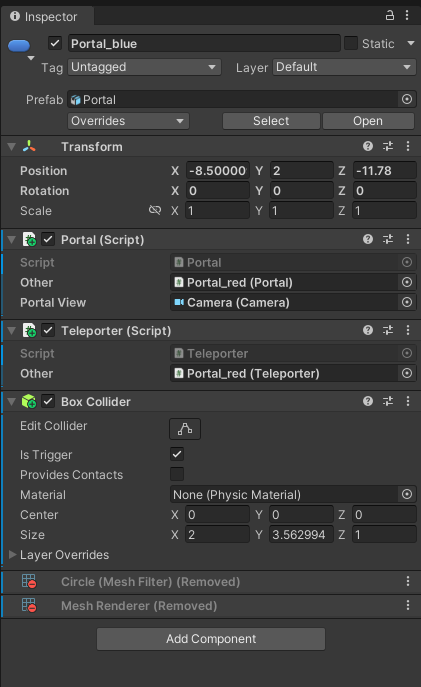 Inspector
Portal_blue Static
Tag Untagged Layer Default
Prefab Portal
Overrides Select Open
Transform
Position X -8.50000 Y 2 Z -11.78
Rotation X 0 Y 0 Z 0
Scale X 1 Y 1 Z 1
Portal (Script)
Script Portal
Other Portal_red (Portal)
Portal View Camera (Camera)
Teleporter (Script)
Script Teleporter
Other Portal_red (Teleporter)
Box Collider
Edit Collider
Is Trigger
Provides Contacts
Material None (Physic Material)
Center X 0 Y 0 Z 0
Size X 2 Y 3.562994 Z 1
Layer Overrides
Circle (Mesh Filter) (Removed)
Mesh Renderer (Removed)
Add Component